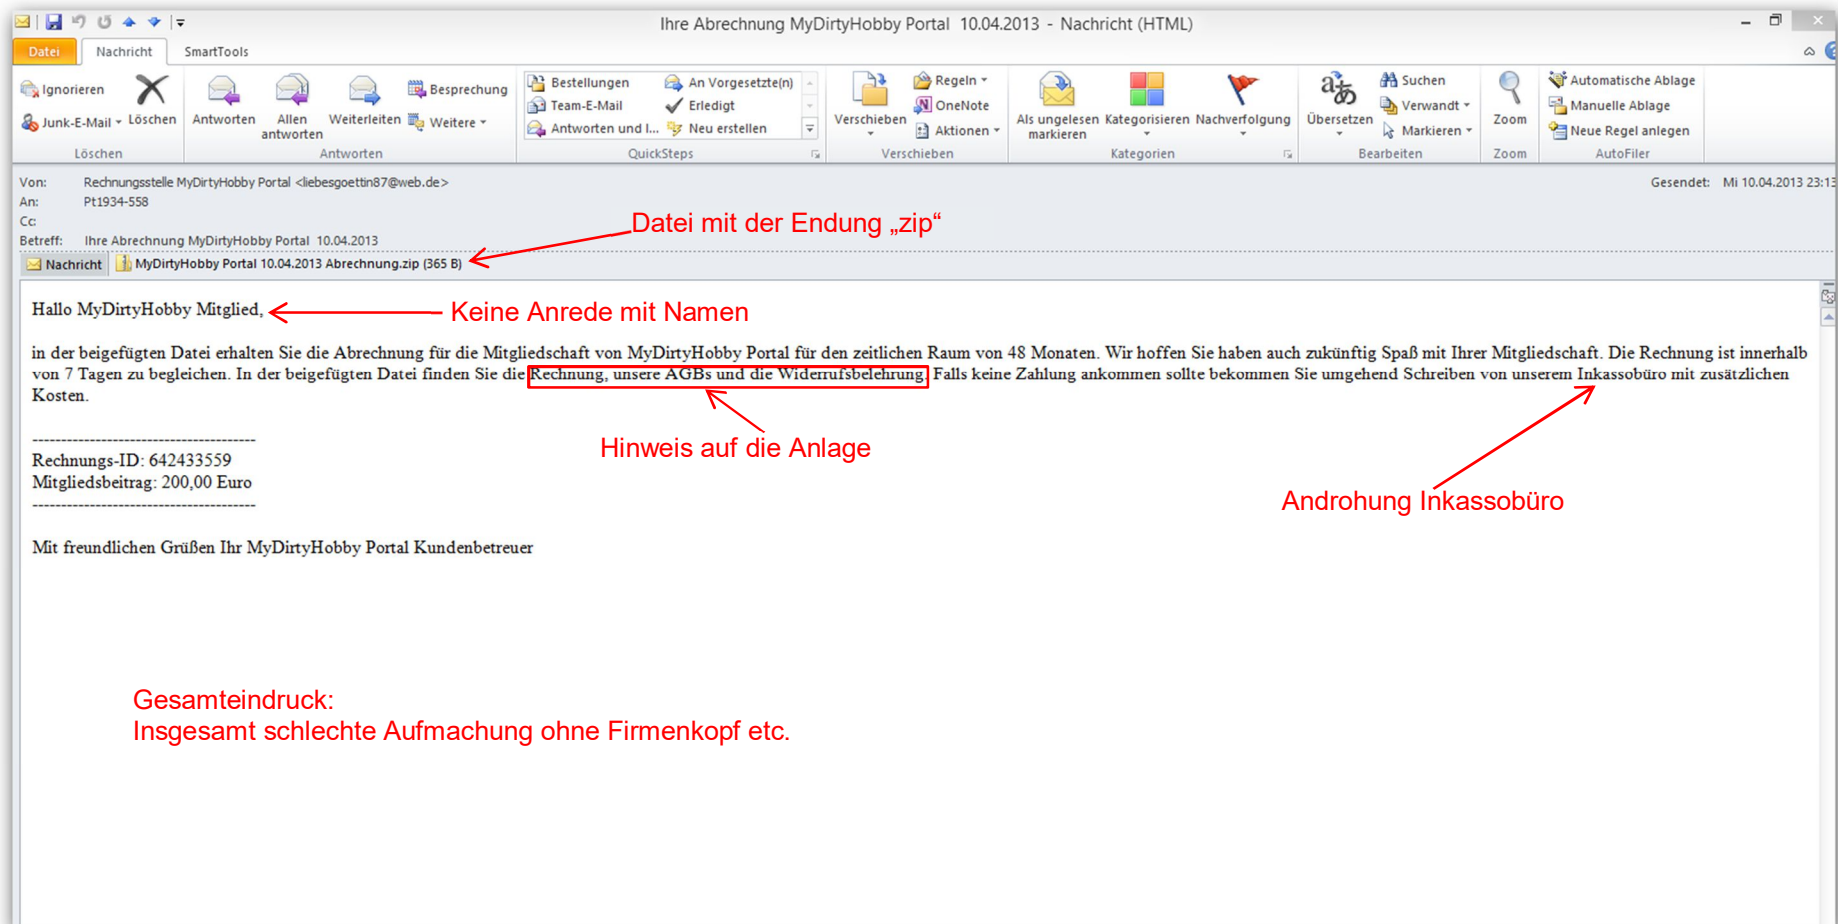 Ihre Abrechnung MyDirtyHobby Portal 10.04.2013 - Nachricht (HTML)
Datei Nachricht SmartTools
Ignorieren
Junk-E-Mail
Löschen
Löschen
Antworten
Allen antworten
Weiterleiten
Besprechung
Weitere
Antworten
Bestellungen
Team-E-Mail
Antworten und l...
An Vorgesetzte(n)
Erledigt
Neu erstellen
QuickSteps
Verschieben
Regeln
OneNote
Aktionen
Verschieben
Als ungelesen markieren
Kategorisieren
Nachverfolgung
Kategorien
Übersetzen
Suchen
Verwandt
Markieren
Bearbeiten
Zoom
Zoom
Automatische Ablage
Manuelle Ablage
Neue Regel anlegen
AutoFiler
Von: Rechnungsstelle MyDirtyHobby Portal <liebesgoettin87@web.de>
Gesendet: Mi 10.04.2013 23:13
An: Pt1934-558
Cc:
Betreff: Ihre Abrechnung MyDirtyHobby Portal 10.04.2013
Datei mit der Endung „zip“
Nachricht MyDirtyHobby Portal 10.04.2013 Abrechnung.zip (365 B)
Hallo MyDirtyHobby Mitglied,
Keine Anrede mit Namen
in der beigefügten Datei erhalten Sie die Abrechnung für die Mitgliedschaft von MyDirtyHobby Portal für den zeitlichen Raum von 48 Monaten. Wir hoffen Sie haben auch zukünftig Spaß mit Ihrer Mitgliedschaft. Die Rechnung ist innerhalb
von 7 Tagen zu begleichen. In der beigefügten Datei finden Sie die Rechnung, unsere AGBs und die Widerrufsbelehrung. Falls keine Zahlung ankommen sollte bekommen Sie umgehend Schreiben von unserem Inkassobüro mit zusätzlichen
Kosten.
Hinweis auf die Anlage
Androhung Inkassobüro
---------------------------------------
Rechnungs-ID: 642433559
Mitgliedsbeitrag: 200,00 Euro
---------------------------------------
Mit freundlichen Grüßen Ihr MyDirtyHobby Portal Kundenbetreuer
Gesamteindruck:
Insgesamt schlechte Aufmachung ohne Firmenkopf etc.